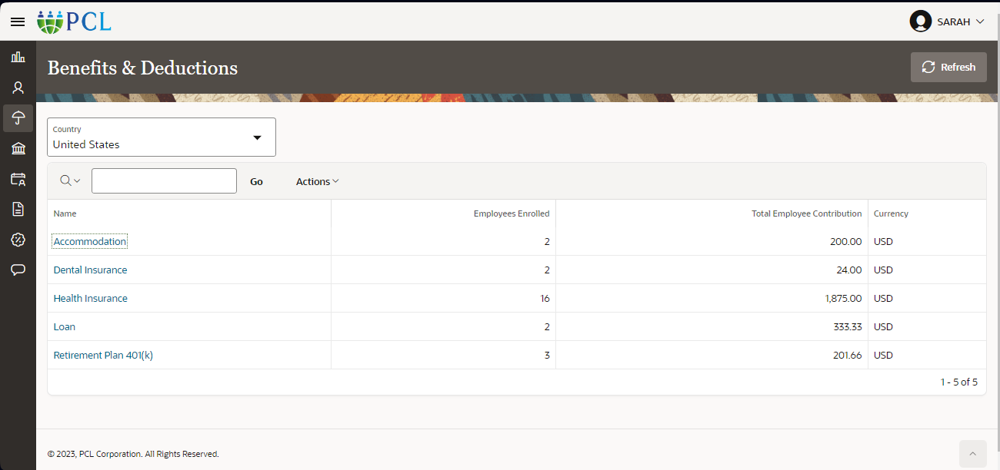 PCL
SARAH
Benefits & Deductions
Refresh
Country
United States
Go Actions
Name Employees Enrolled Total Employee Contribution Currency
Accommodation 2 200.00 USD
Dental Insurance 2 24.00 USD
Health Insurance 16 1,875.00 USD
Loan 2 333.33 USD
Retirement Plan 401(k) 3 201.66 USD
1 - 5 of 5
© 2023, PCL Corporation. All Rights Reserved.